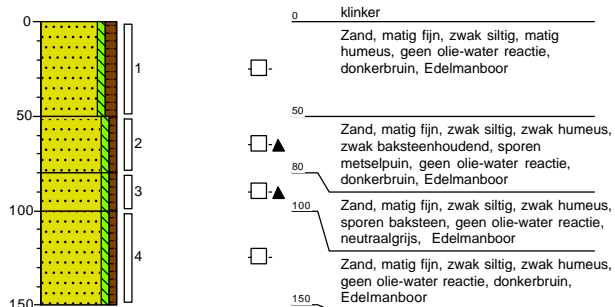 0
50
100
150
1
2
3
4
0
klinker
Zand, matig fijn, zwak siltig, matig
humeus, geen olie-water reactie,
donkerbruin, Edelmanboor
50
Zand, matig fijn, zwak siltig, zwak humeus,
zwak baksteenhoudend, sporen
metselpuin, geen olie-water reactie,
donkerbruin, Edelmanboor
80
Zand, matig fijn, zwak siltig, zwak humeus,
sporen baksteen, geen olie-water reactie,
neutraalgrijs, Edelmanboor
100
Zand, matig fijn, zwak siltig, zwak humeus,
geen olie-water reactie, donkerbruin,
Edelmanboor
150